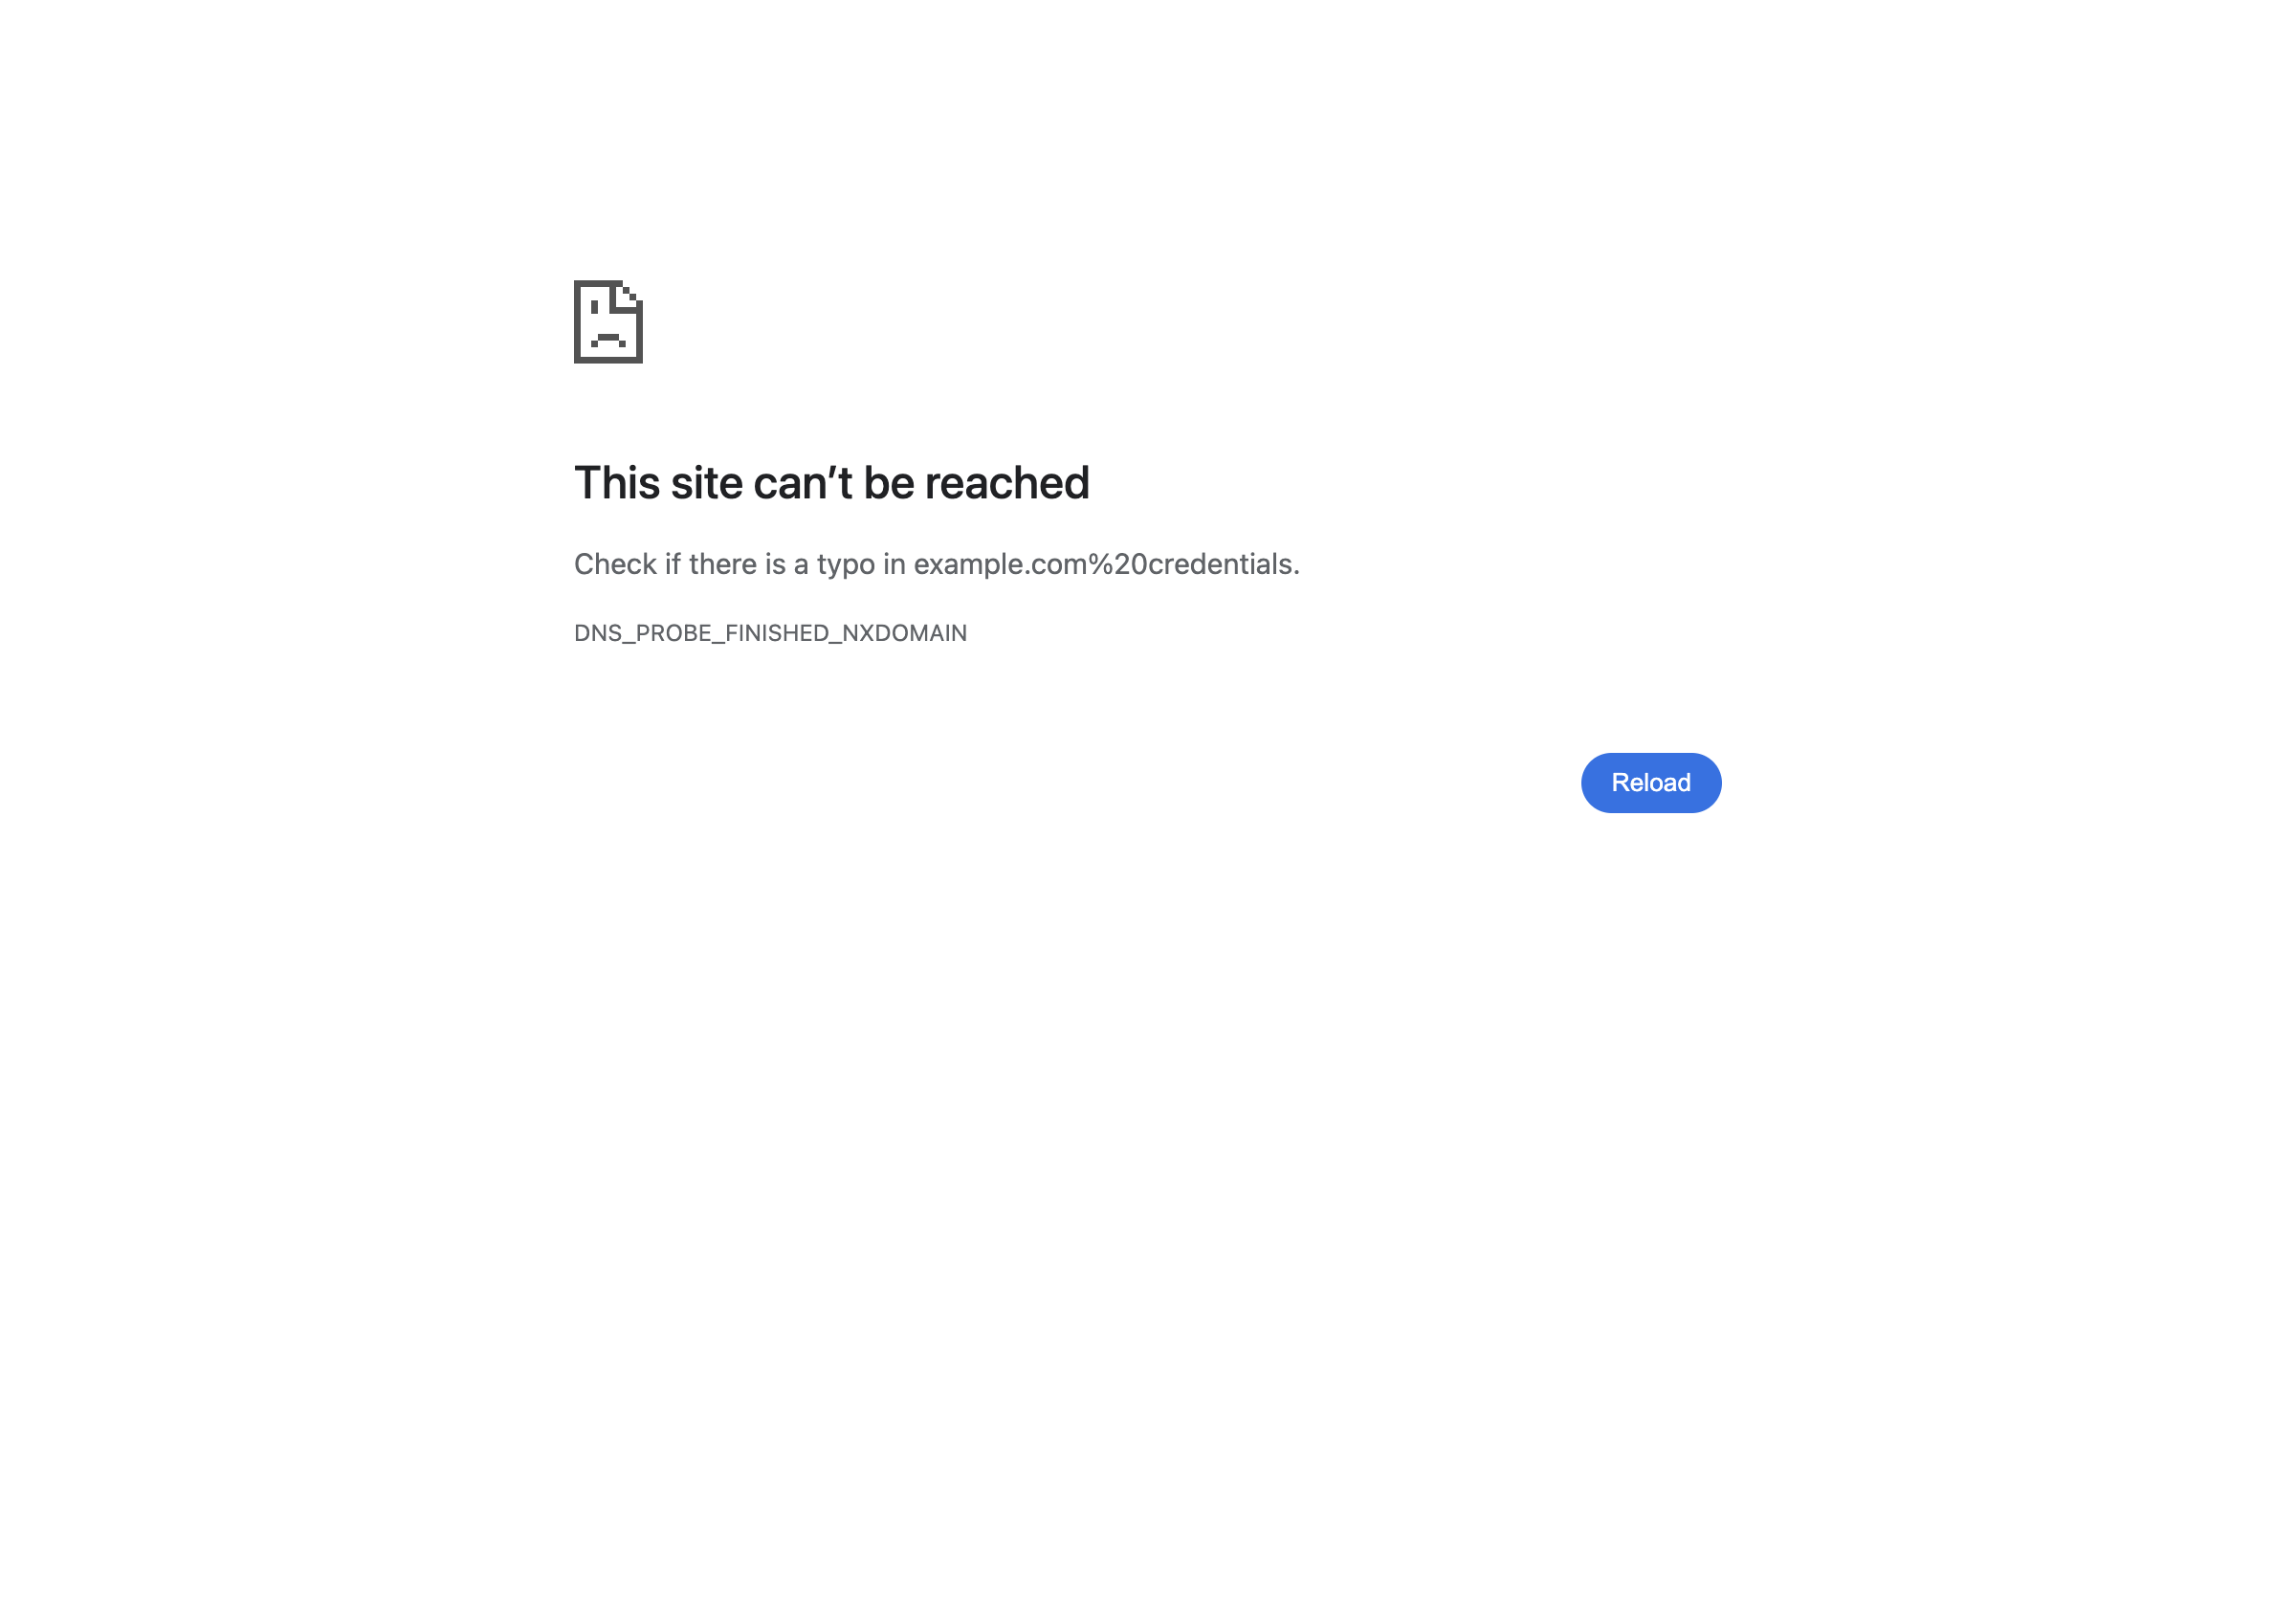 This site can’t be reached
Check if there is a typo in example.com%20credentials.
DNS_PROBE_FINISHED_NXDOMAIN
Reload